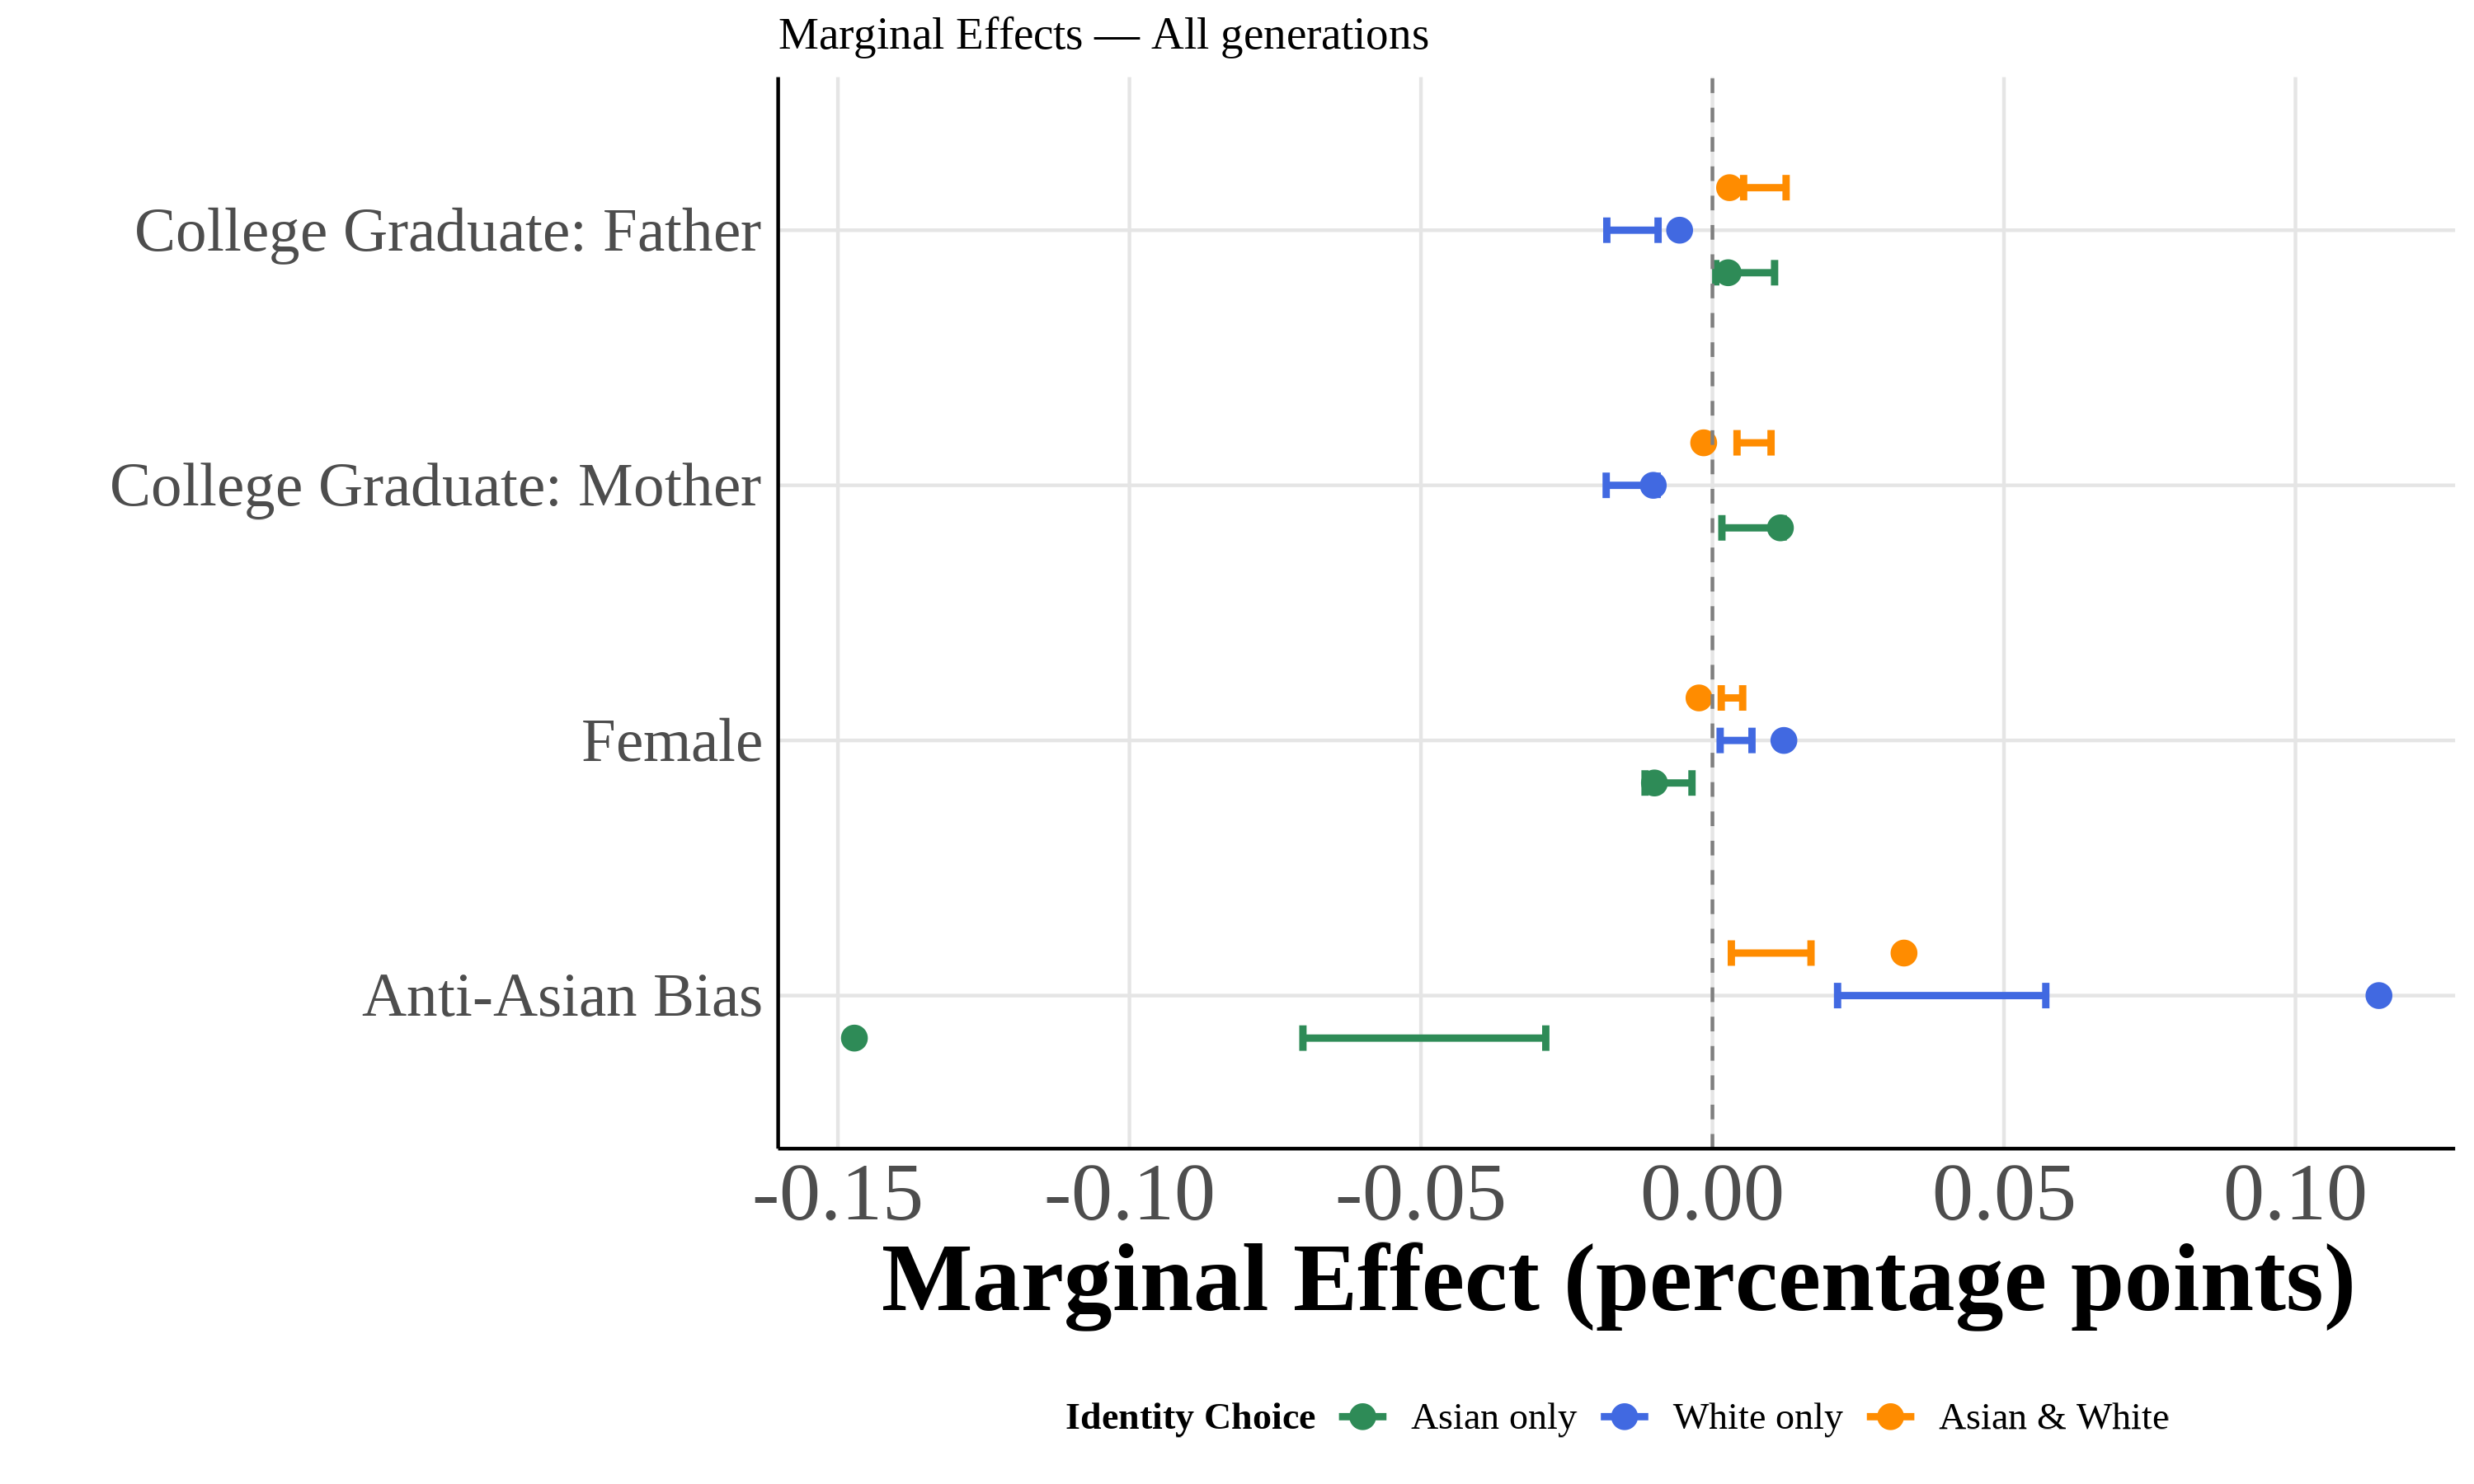 Marginal Effects — All generations
College Graduate: Father
College Graduate: Mother
Female
Anti-Asian Bias
-0.15 -0.10 -0.05 0.00 0.05 0.10
Marginal Effect (percentage points)
Identity Choice Asian only White only Asian & White